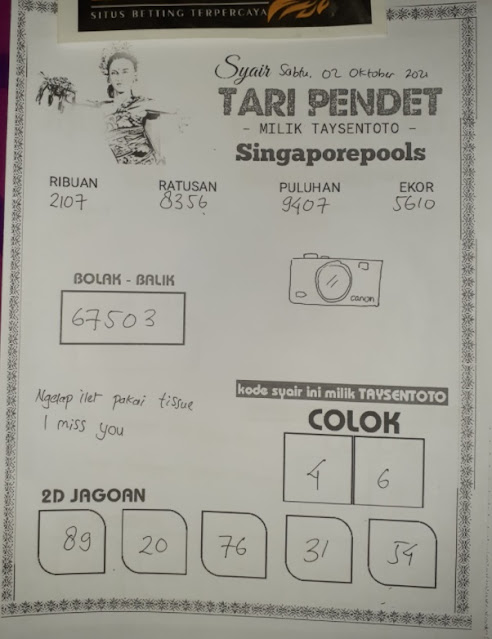 SITUS BETTING TERPERCAYA
Syair Sabtu, 02 Oktober 2021
TARI PENDET
- MILIK TAYSENTOTO -
Singaporepools
RIBUAN RATUSAN PULUHAN EKOR
2107 8356 9407 5610
BOLAK - BALIK
67503
canon
Ngelap ilet pakai tissue
I miss you
kode syair ini milik TAYSENTOTO
COLOK
4 6
2D JAGOAN
89 20 76 31 54